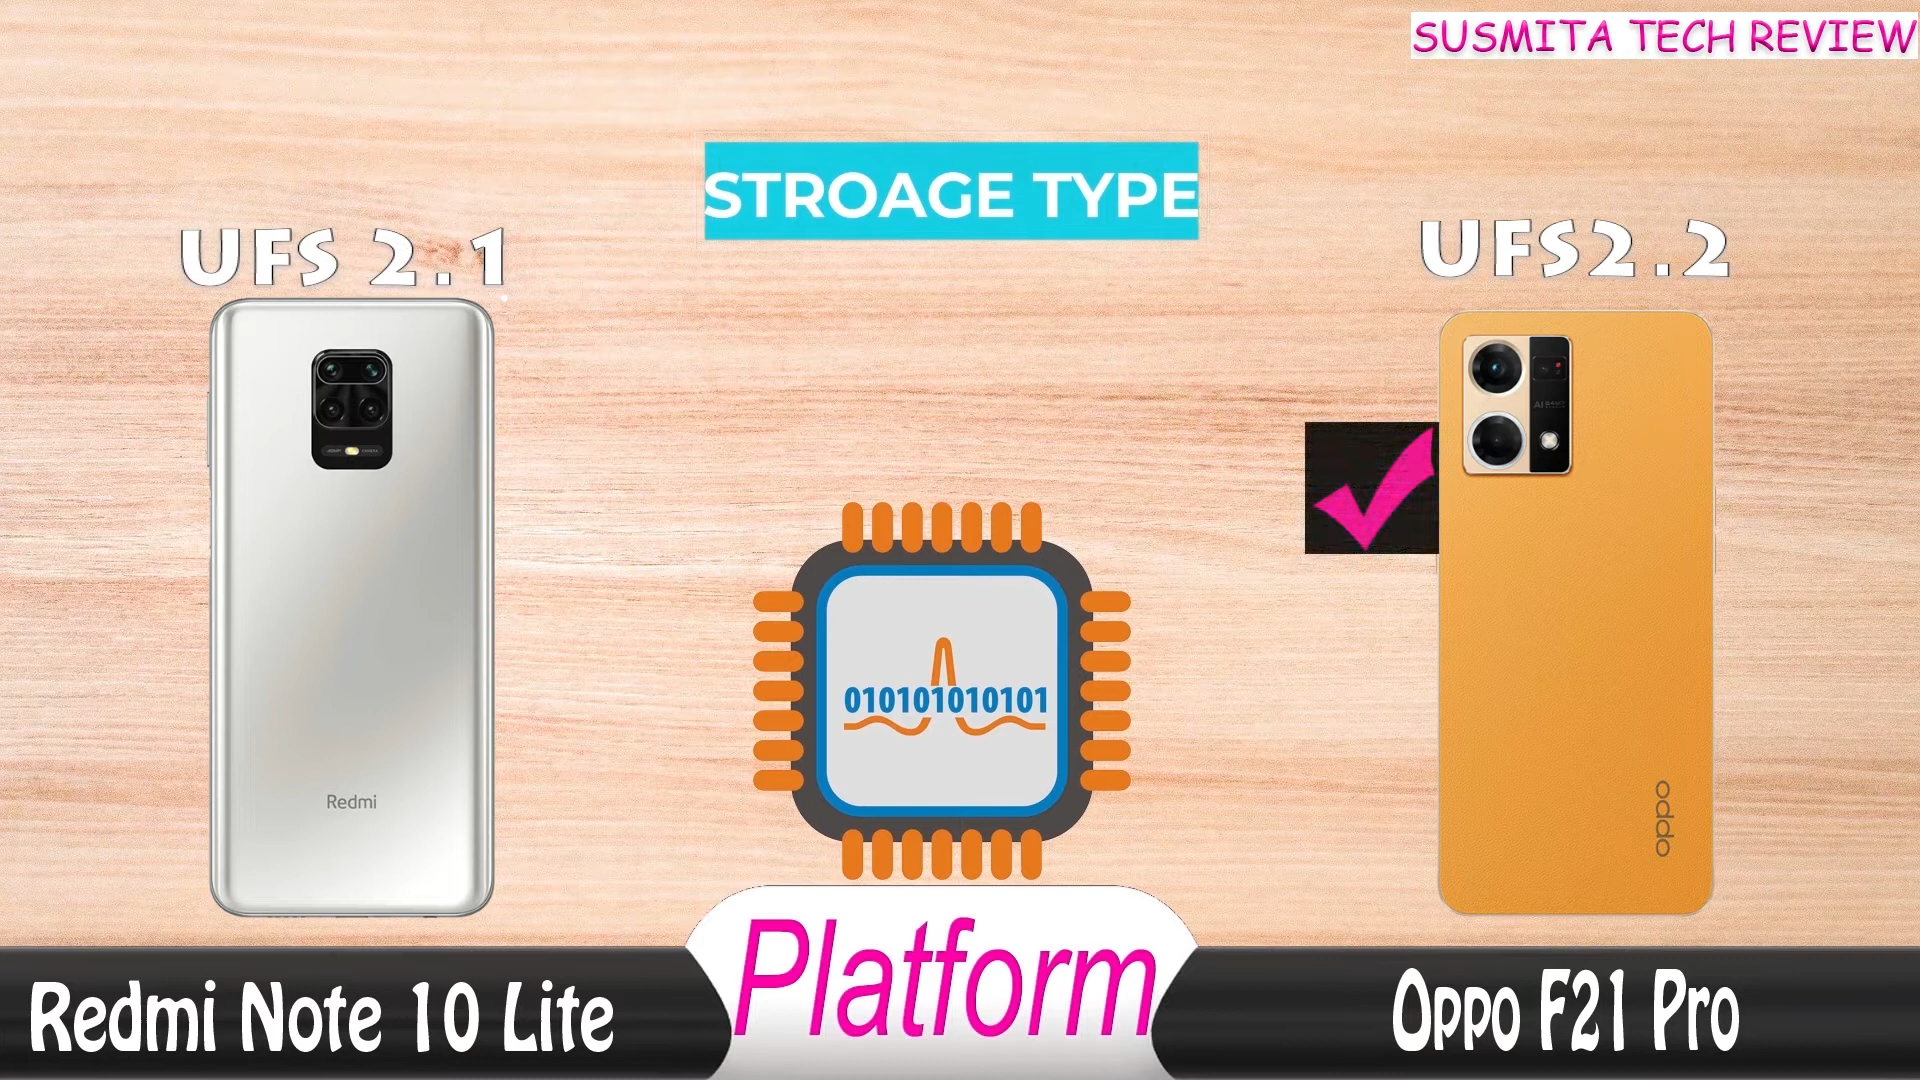 SUSMITA TECH REVIEW
STROAGE TYPE
UFS 2.1
UFS2.2
010101010101
Redmi
oppo
Platform
Redmi Note 10 Lite
Oppo F21 Pro